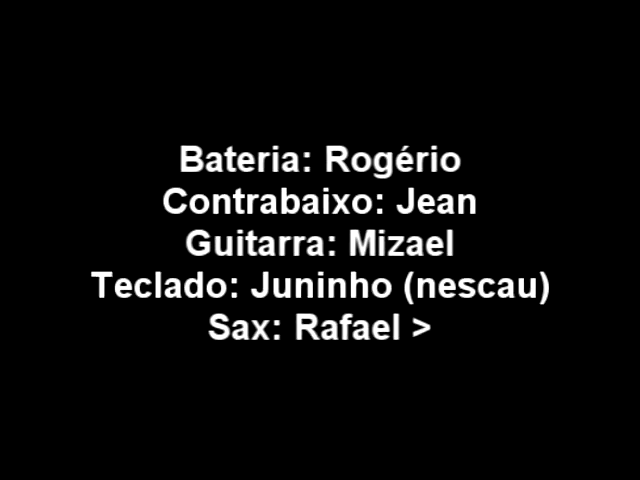 Bateria: Rogério
Contrabaixo: Jean
Guitarra: Mizael
Teclado: Juninho (nescau)
Sax: Rafael >